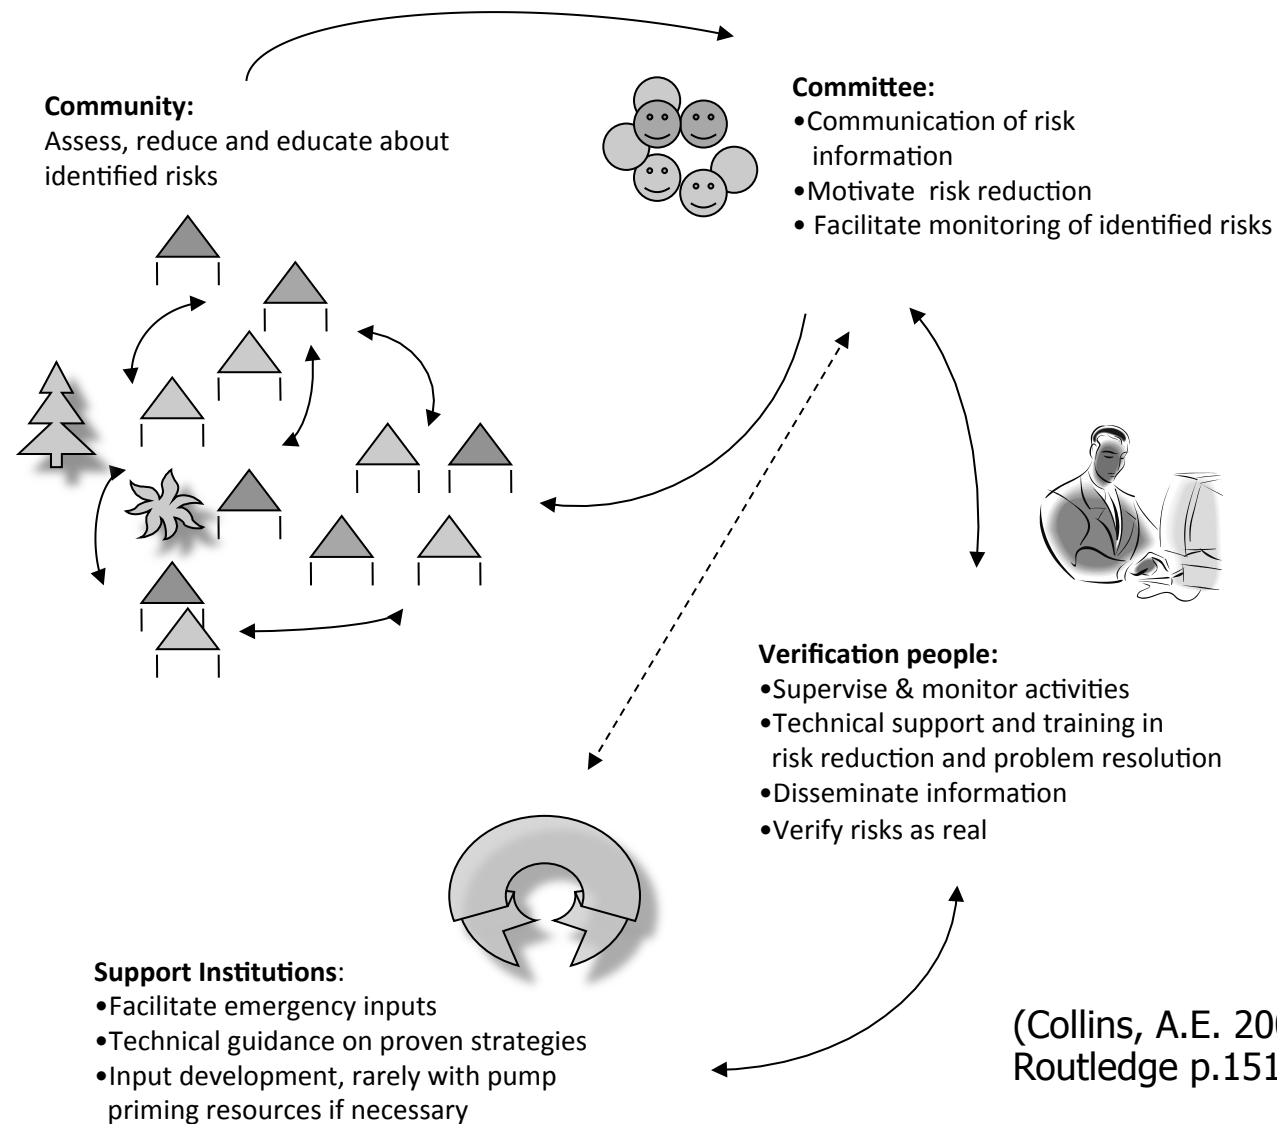 Community:
Assess, reduce and educate about
identified risks
Committee:
•Communication of risk
information
•Motivate risk reduction
• Facilitate monitoring of identified risks
Verification people:
•Supervise & monitor activities
•Technical support and training in
risk reduction and problem resolution
•Disseminate information
•Verify risks as real
Support Institutions:
•Facilitate emergency inputs
•Technical guidance on proven strategies
•Input development, rarely with pump
priming resources if necessary
(Collins, A.E.
Routledge p.151